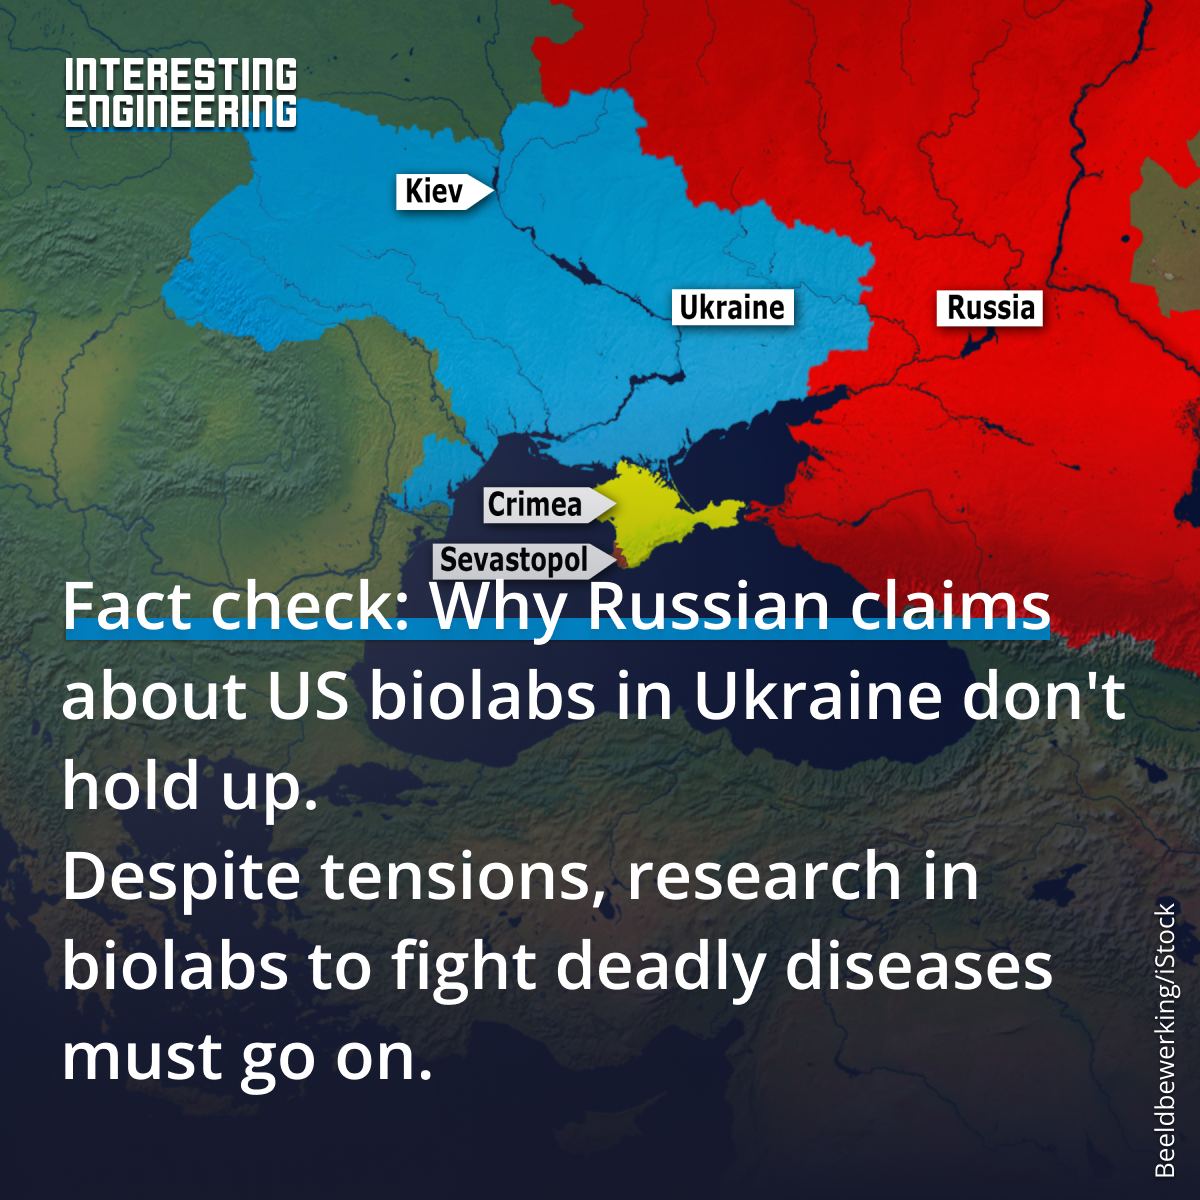 INTERESTING
ENGINEERING
Kiev
Ukraine
Russia
Crimea
Sevastopol
Fact check: Why Russian claims
about US biolabs in Ukraine don't
hold up.
Despite tensions, research in
biolabs to fight deadly diseases
must go on.
Beeldbewerking/iStock